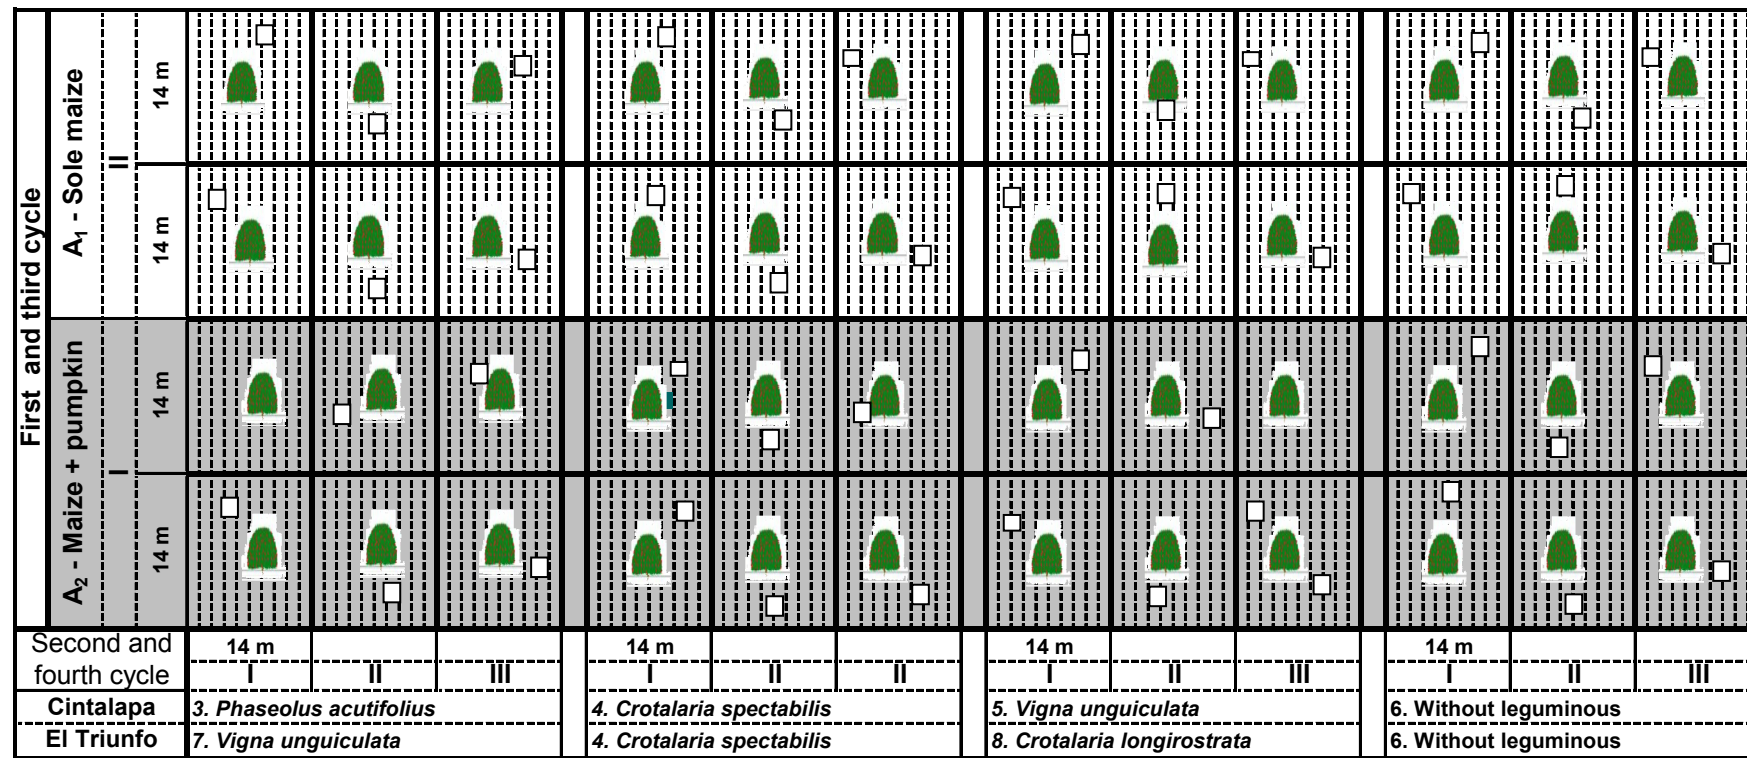 First and third cycle
A1 - Sole maize
II
14 m
14 m
A2 - Maize + pumpkin
I
14 m
14 m
Second and fourth cycle
14 m 14 m 14 m 14 m
I II III I II II I II III I II III
Cintalapa 3. Phaseolus acutifolius 4. Crotalaria spectabilis 5. Vigna unguiculata 6. Without leguminous
El Triunfo 7. Vigna unguiculata 4. Crotalaria spectabilis 8. Crotalaria longirostrata 6. Without leguminous